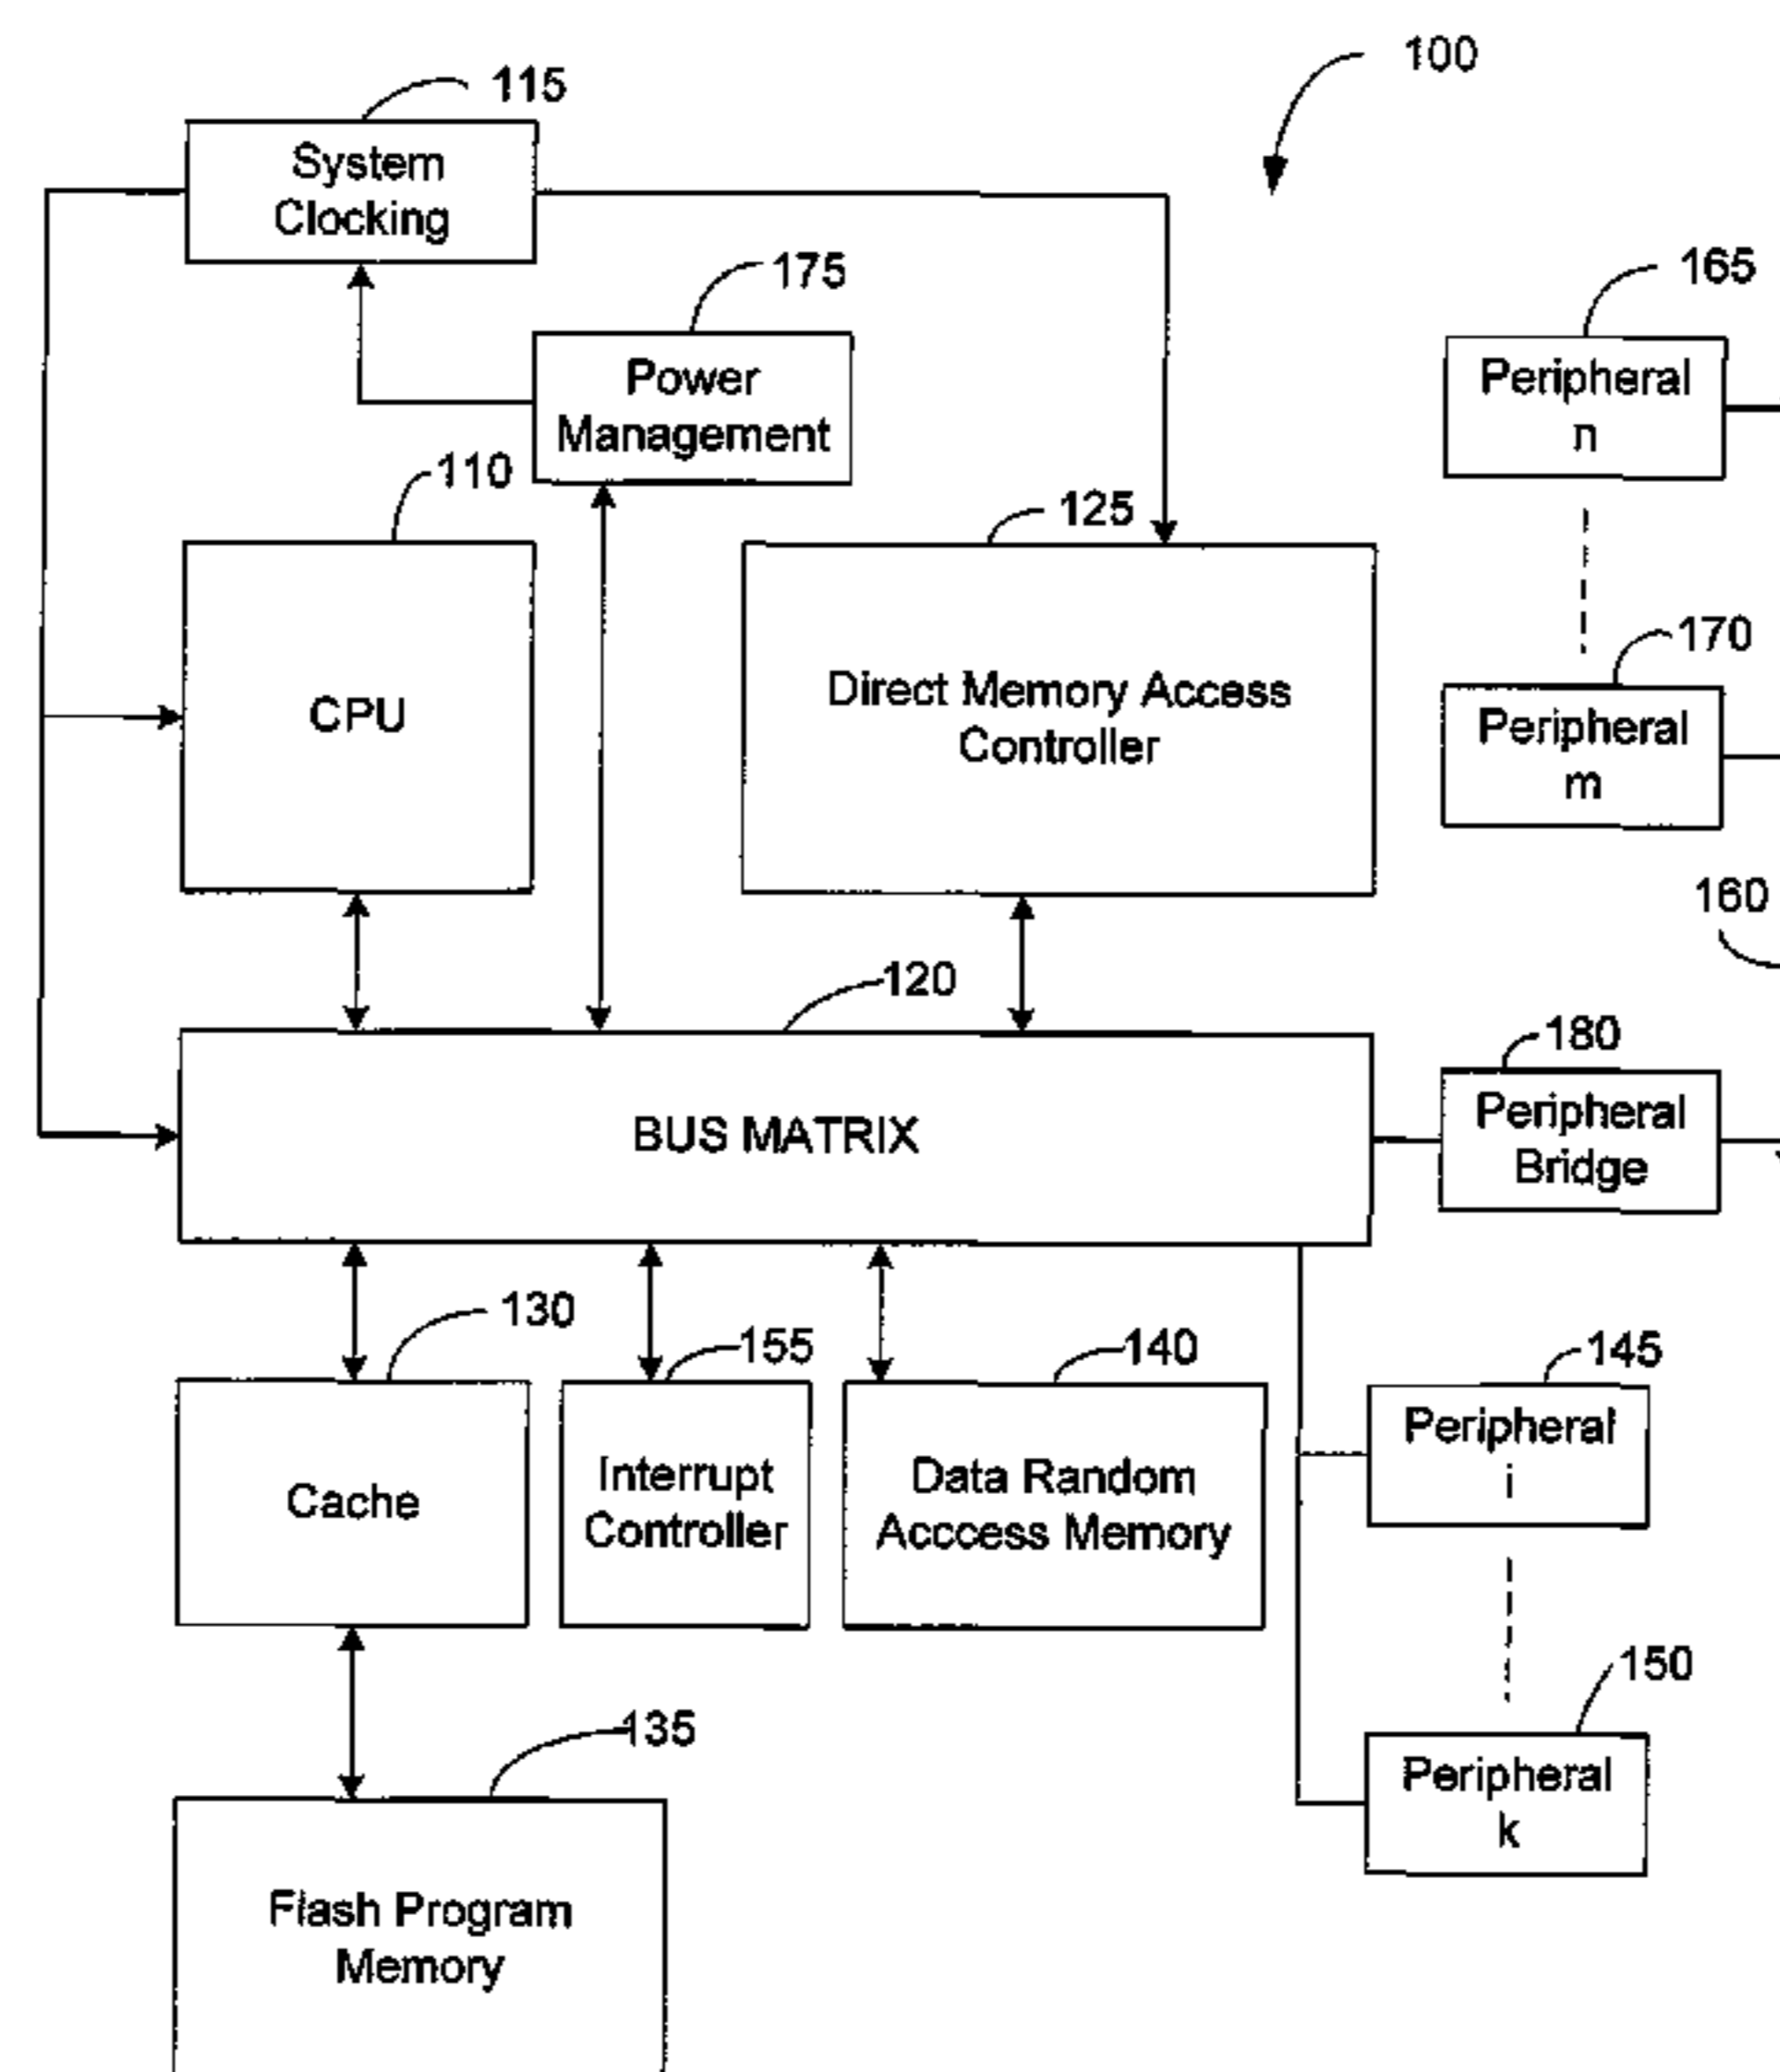 100
115
System
Clocking
175
Power
Management
165
Peripheral
n
110
CPU
125
Direct Memory Access
Controller
170
Peripheral
m
160
120
BUS MATRIX
180
Peripheral
Bridge
130
Cache
155
Interrupt
Controller
140
Data Random
Acccess Memory
145
Peripheral
i
150
Peripheral
k
135
Flash Program
Memory